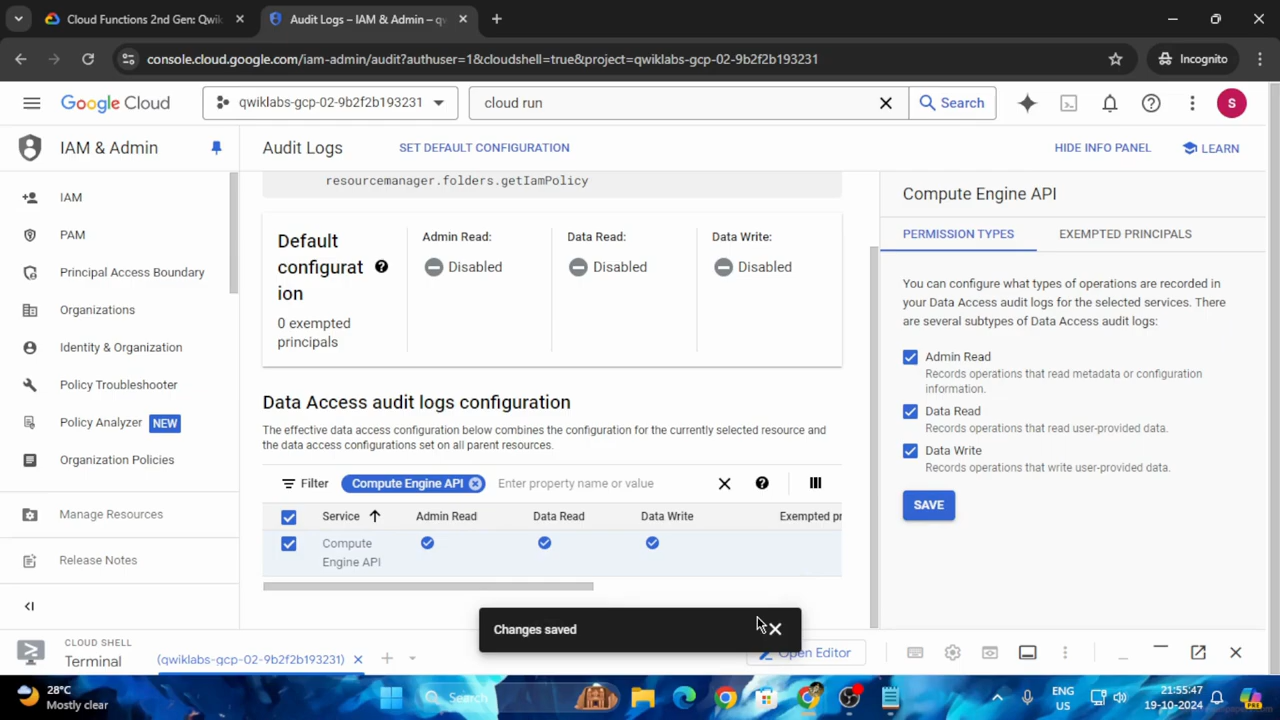 Cloud Functions 2nd Gen: Qwik
Audit Logs – IAM & Admin – qv
console.cloud.google.com/iam-admin/audit?authuser=1&cloudshell=true&project=qwiklabs-gcp-02-9b2f2b193231
Incognito
Google Cloud
qwiklabs-gcp-02-9b2f2b193231
cloud run
Search
S
IAM & Admin
Audit Logs
SET DEFAULT CONFIGURATION
HIDE INFO PANEL
LEARN
IAM
PAM
Principal Access Boundary
Organizations
Identity & Organization
Policy Troubleshooter
Policy Analyzer NEW
Organization Policies
Manage Resources
Release Notes
resourcemanager.folders.getIamPolicy
Default
configurat
ion
0 exempted
principals
Admin Read:
Disabled
Data Read:
Disabled
Data Write:
Disabled
Data Access audit logs configuration
The effective data access configuration below combines the configuration for the currently selected resource and
the data access configurations set on all parent resources.
Filter
Compute Engine API
Enter property name or value
Service
Admin Read
Data Read
Data Write
Exempted pr
Compute
Engine API
Compute Engine API
PERMISSION TYPES
EXEMPTED PRINCIPALS
You can configure what types of operations are recorded in
your Data Access audit logs for the selected services. There
are several subtypes of Data Access audit logs:
Admin Read
Records operations that read metadata or configuration
information.
Data Read
Records operations that read user-provided data.
Data Write
Records operations that write user-provided data.
SAVE
Changes saved
CLOUD SHELL
Terminal
(qwiklabs-gcp-02-9b2f2b193231)
Open Editor
28°C
Mostly clear
Search
ENG
US
21:55:47
19-10-2024
PRE